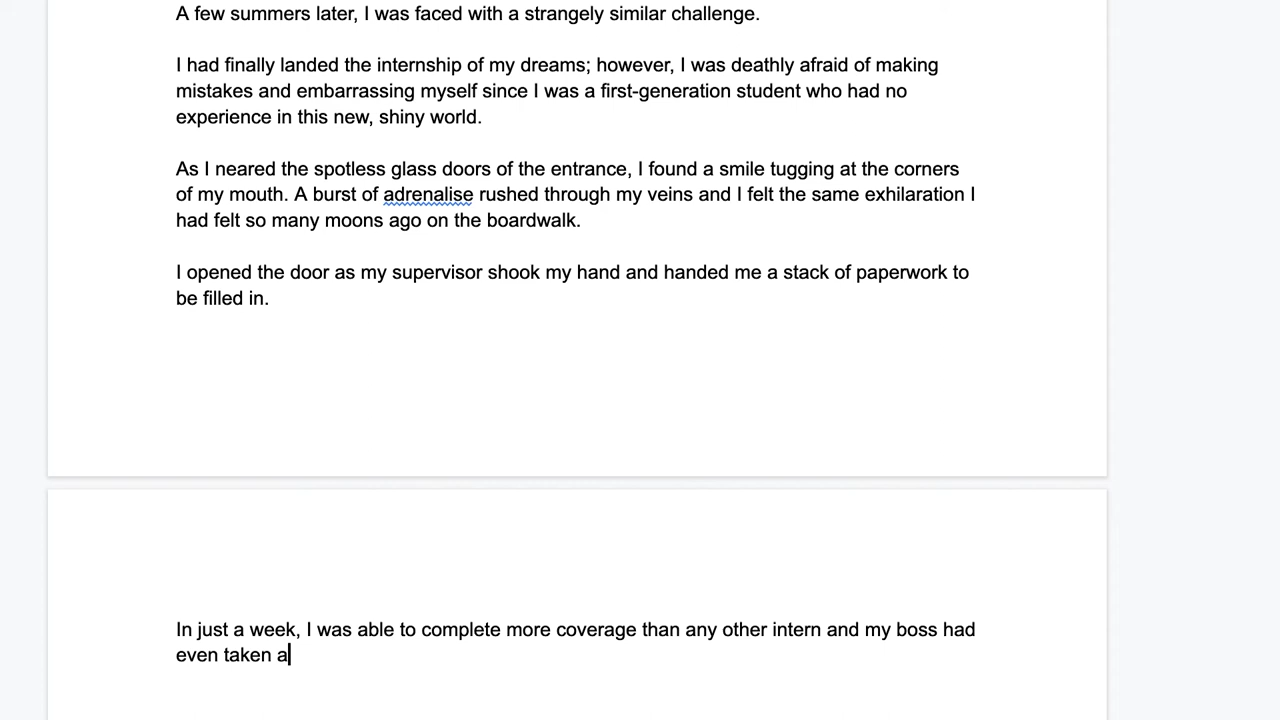 A few summers later, I was faced with a strangely similar challenge.
I had finally landed the internship of my dreams; however, I was deathly afraid of making
mistakes and embarrassing myself since I was a first-generation student who had no
experience in this new, shiny world.
As I neared the spotless glass doors of the entrance, I found a smile tugging at the corners
of my mouth. A burst of adrenalise rushed through my veins and I felt the same exhilaration I
had felt so many moons ago on the boardwalk.
I opened the door as my supervisor shook my hand and handed me a stack of paperwork to
be filled in.
In just a week, I was able to complete more coverage than any other intern and my boss had
even taken a